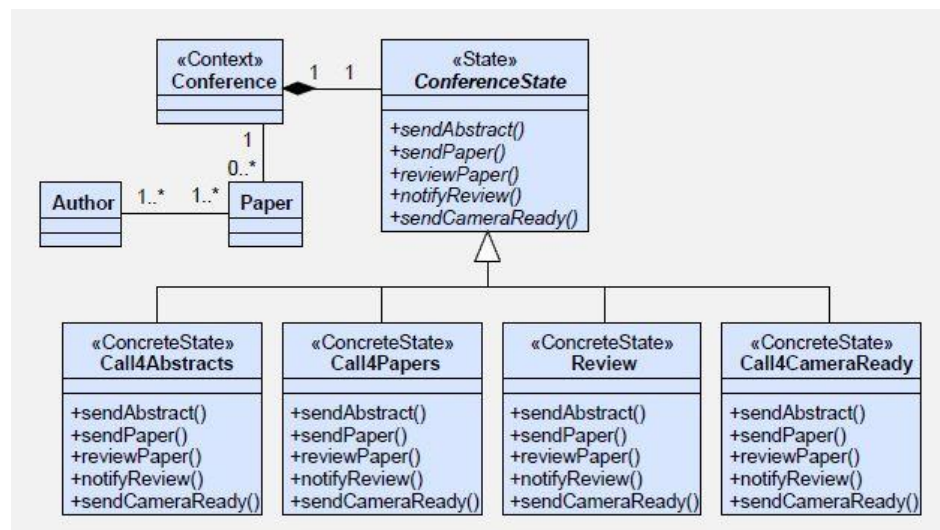 «Context»
Conference
1
1
«State»
ConferenceState
+sendAbstract()
+sendPaper()
+reviewPaper()
+notifyReview()
+sendCameraReady()
1
0..*
Author
1..*
1..*
Paper
«ConcreteState»
Call4Abstracts
+sendAbstract()
+sendPaper()
+reviewPaper()
+notifyReview()
+sendCameraReady()
«ConcreteState»
Call4Papers
+sendAbstract()
+sendPaper()
+reviewPaper()
+notifyReview()
+sendCameraReady()
«ConcreteState»
Review
+sendAbstract()
+sendPaper()
+reviewPaper()
+notifyReview()
+sendCameraReady()
«ConcreteState»
Call4CameraReady
+sendAbstract()
+sendPaper()
+reviewPaper()
+notifyReview()
+sendCameraReady()